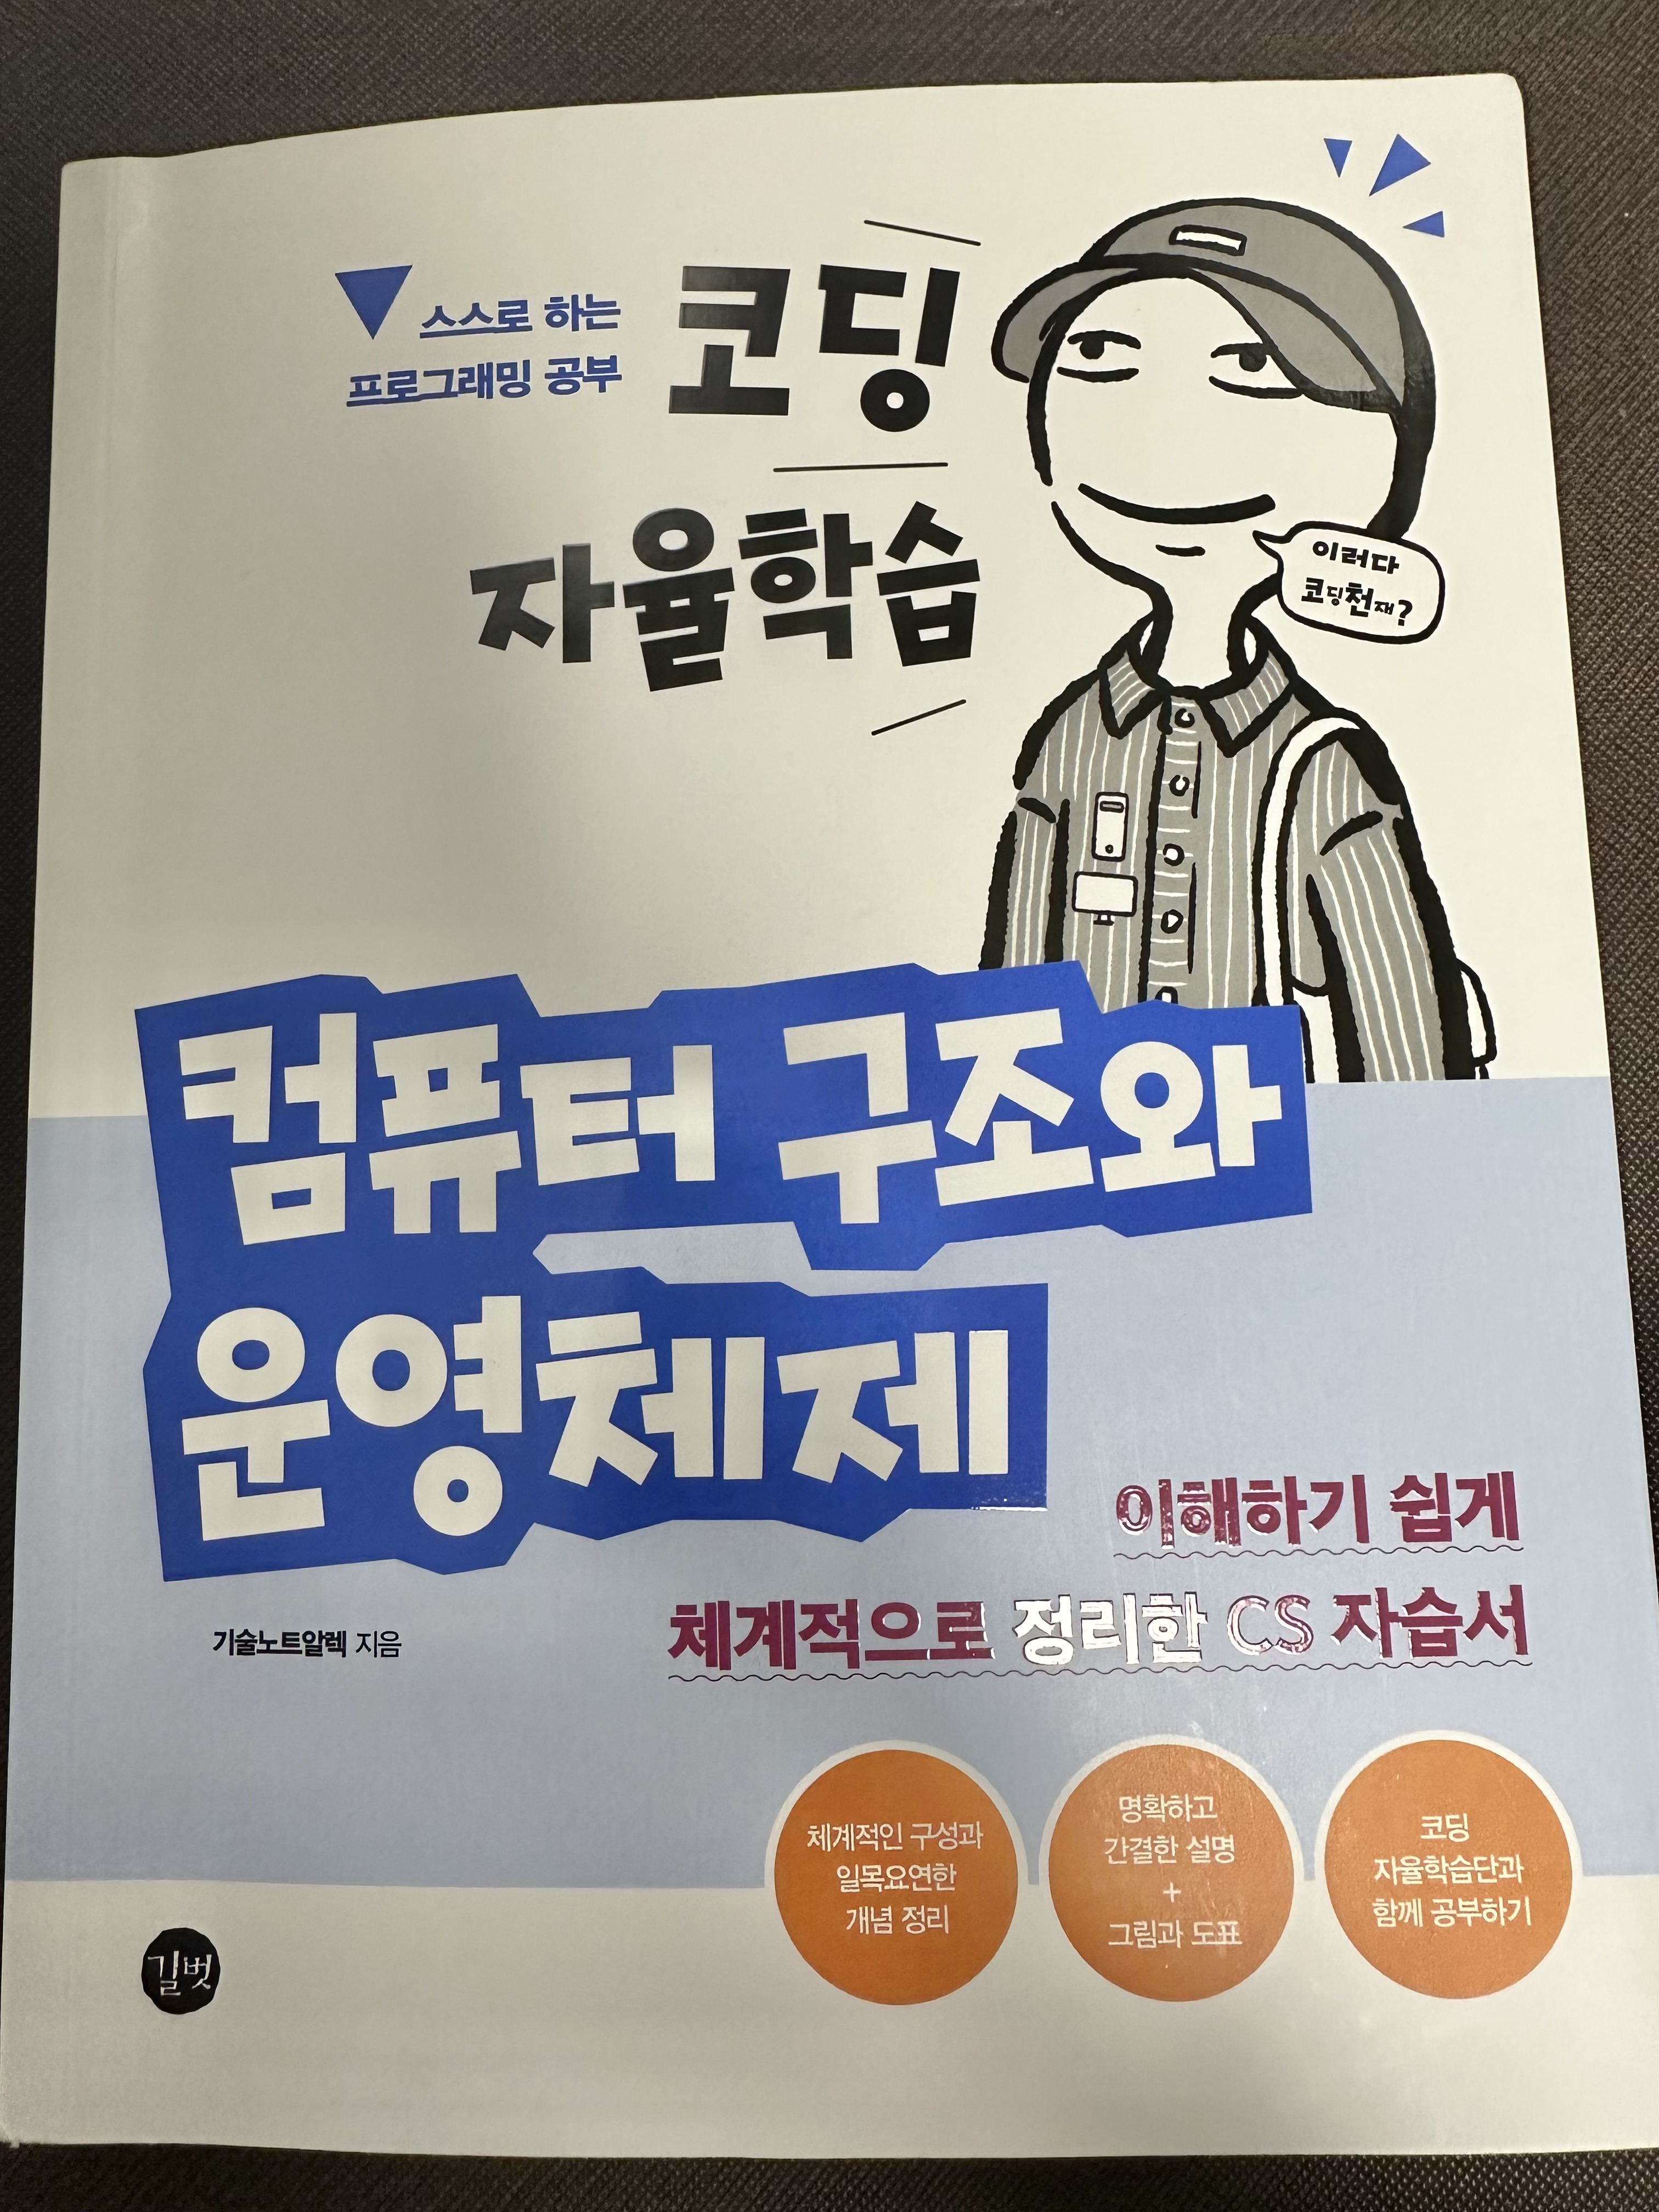 스스로 하는
프로그래밍 공부
코딩
자율학습
이러다
코딩천재?
컴퓨터 구조와
운영체제
이해하기 쉽게
체계적으로 정리한 CS 자습서
기술노트알렉 지음
체계적인 구성과
일목요연한
개념 정리
명확하고
간결한 설명
+
그림과 도표
코딩
자율학습단과
함께 공부하기
길벗